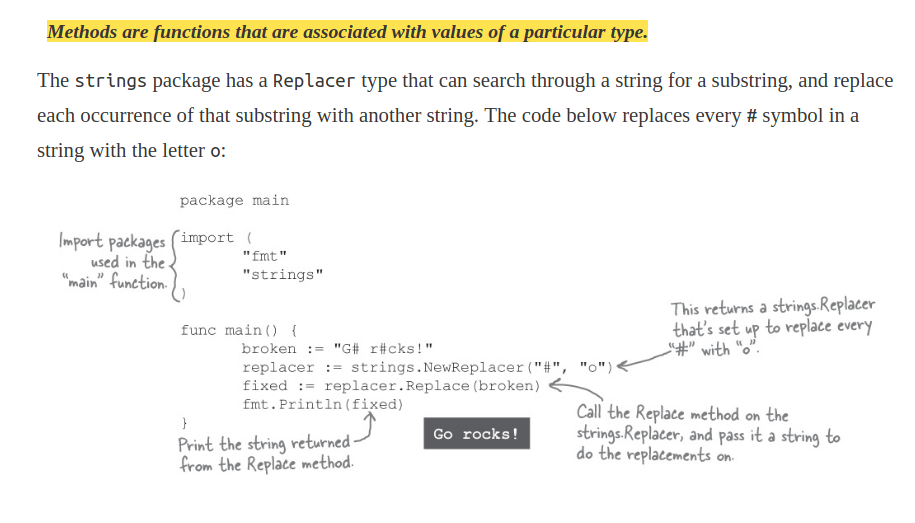 Methods are functions that are associated with values of a particular type.
The strings package has a Replacer type that can search through a string for a substring, and replace
each occurrence of that substring with another string. The code below replaces every # symbol in a
string with the letter o:
package main
Import packages
used in the
“main” function.
import (
"fmt"
"strings"
)
func main() {
broken := "G# r#cks!"
replacer := strings.NewReplacer("#", "o")
fixed := replacer.Replace(broken)
fmt.Println(fixed)
}
This returns a strings.Replacer
that's set up to replace every
“#” with “o”.
Print the string returned
from the Replace method.
Go rocks!
Call the Replace method on the
strings.Replacer, and pass it a string to
do the replacements on.